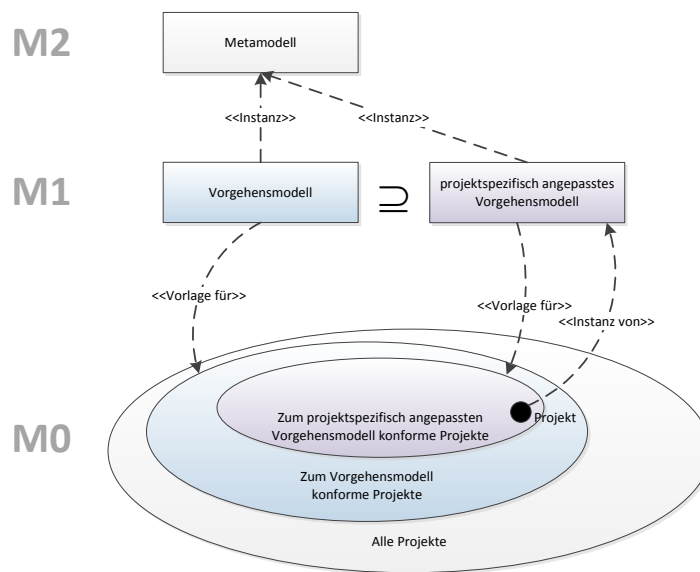 M2
Metamodell
<<Instanz>>
<<Instanz>>
M1
Vorgehensmodell
⊇
projektspezifisch angepasstes
Vorgehensmodell
<<Vorlage für>>
<<Vorlage für>>
<<Instanz von>>
M0
Zum projektspezifisch angepassten
Vorgehensmodell konforme Projekte
Projekt
Zum Vorgehensmodell
konforme Projekte
Alle Projekte